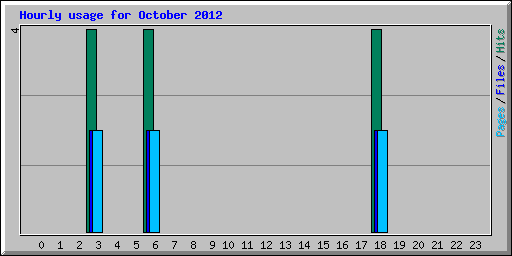 Hourly usage for October 2012
4
Pages/Files/Hits
0 1 2 3 4 5 6 7 8 9 10 11 12 13 14 15 16 17 18 19 20 21 22 23